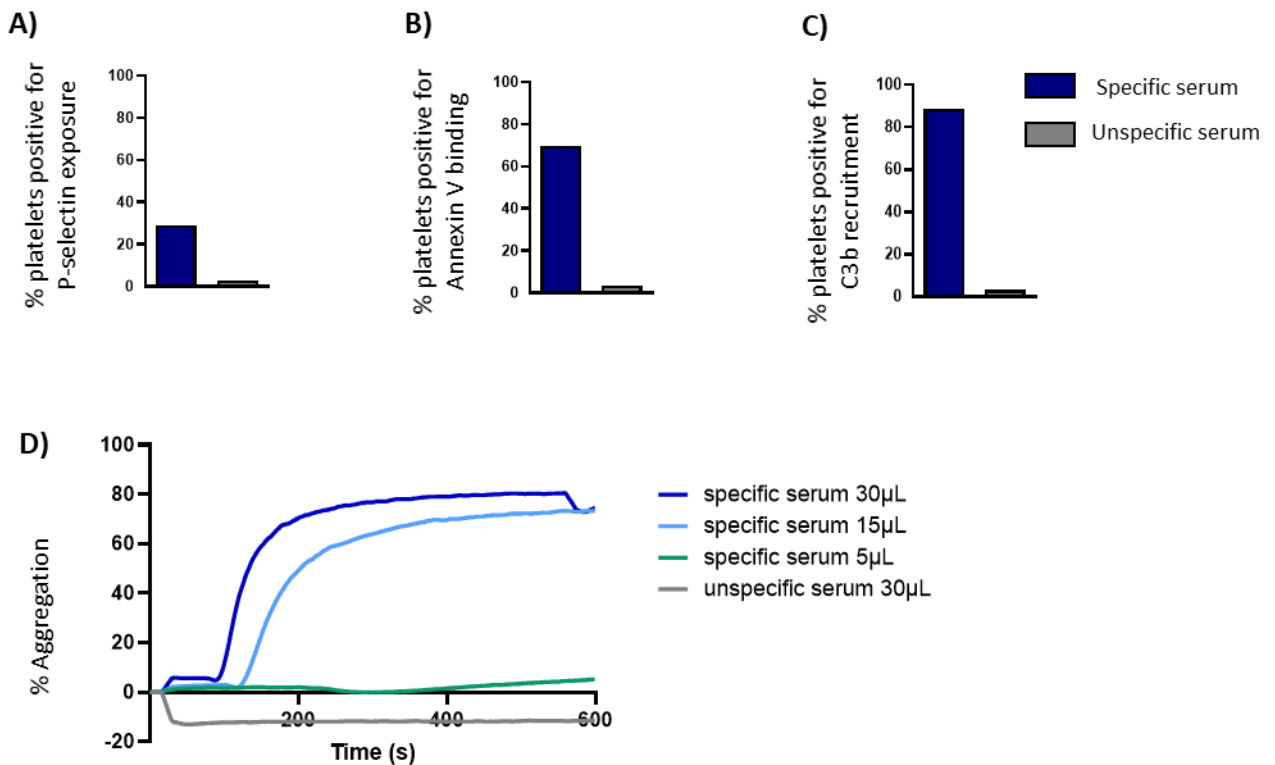 A)
% platelets positive for
P-selectin exposure
100
80
60
40
20
0
B)
% platelets positive for
Annexin V binding
100
80
60
40
20
0
C)
% platelets positive for
C3b recruitment
100
80
60
40
20
0
Specific serum
Unspecific serum
D)
% Aggregation
100
80
60
40
20
0
-20
200
400
600
Time (s)
specific serum 30µL
specific serum 15µL
specific serum 5µL
unspecific serum 30µL